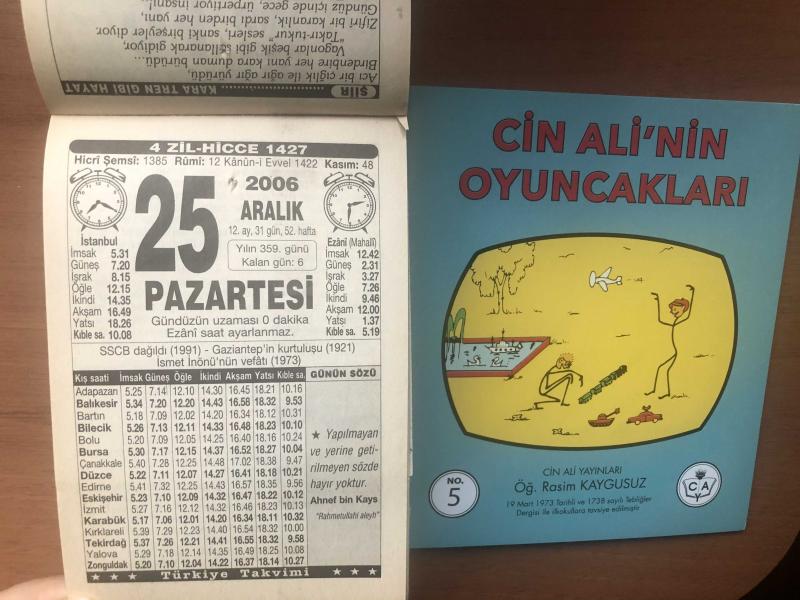 Gündüz içinde gece, ürpertiyor,
Zifirî bir karanlık, sardı birden her yanı,
"Takır-tukur" sesleri, sanki birşeyler diyor.
Vagonlar beşik gibi sallanarak gidiyor,
Birdenbire her yanı kara duman bürüdü...
Acı bir çığlık ile ağır ağır yürüdü,
ŞİİR KARA TREN GİBİ HAYAT
4 ZİL-HİCCE 1427
Hicrî Şemsî: 1385 Rûmî: 12 Kânûn-i Evvel 1422 Kasım: 48
25
2006
ARALIK
12. ay, 31 gün, 52. hafta
Yılın 359. günü
Kalan gün: 6
PAZARTESİ
Gündüzün uzaması 0 dakika
Ezânî saat ayarlanmaz.
İstanbul
İmsak 5.31
Güneş 7.20
İşrak 8.15
Öğle 12.15
İkindi 14.35
Akşam 16.49
Yatsı 18.26
Kıble sa. 10.08
Ezânî (Mahallî)
İmsak 12.42
Güneş 2.31
İşrak 3.27
Öğle 7.26
İkindi 9.46
Akşam 12.00
Yatsı 1.37
Kıble sa. 5.19
SSCB dağıldı (1991) - Gaziantep'in kurtuluşu (1921)
İsmet İnönü'nün vefâtı (1973)
Kış saati İmsak Güneş Öğle İkindi Akşam Yatsı Kıble sa.
Adapazarı 5.25 7.14 12.10 14.30 16.45 18.21 10.16
Balıkesir 5.34 7.20 12.20 14.43 16.58 18.32 9.53
Bartın 5.18 7.09 12.02 14.20 16.34 18.12 10.31
Bilecik 5.26 7.13 12.11 14.33 16.48 18.23 10.10
Bolu 5.20 7.09 12.05 14.25 16.40 18.16 10.24
Bursa 5.30 7.17 12.15 14.37 16.52 18.27 10.04
Çanakkale 5.40 7.28 12.25 14.48 17.02 18.38 9.47
Düzce 5.22 7.11 12.07 14.27 16.41 18.18 10.21
Edirne 5.41 7.32 12.25 14.43 16.57 18.35 9.56
Eskişehir 5.23 7.10 12.09 14.32 16.47 18.22 10.12
İzmit 5.27 7.16 12.12 14.32 16.46 18.23 10.13
Karabük 5.17 7.06 12.01 14.20 16.34 18.11 10.32
Kırklareli 5.39 7.29 12.23 14.40 16.54 18.32 10.00
Tekirdağ 5.37 7.26 12.21 14.41 16.55 18.32 9.58
Yalova 5.29 7.18 12.14 14.35 16.49 18.25 10.08
Zonguldak 5.20 7.10 12.04 14.22 16.37 18.14 10.27
GÜNÜN SÖZÜ
★ Yapılmayan
ve yerine geti-
rilmeyen sözde
hayır yoktur.
Ahnef bin Kays
"Rahmetullahi aleyh"
★ ★ ★ Türkiye Takvimi ★ ★ ★
CİN ALİ'NİN
OYUNCAKLARI
CİN ALİ YAYINLARI
Öğ. Rasim KAYGUSUZ
19 Mart 1973 Tarihli ve 1738 sayılı Tebliğler
Dergisi ile ilkokullara tavsiye edilmiştir
NO.
5
C A
Y